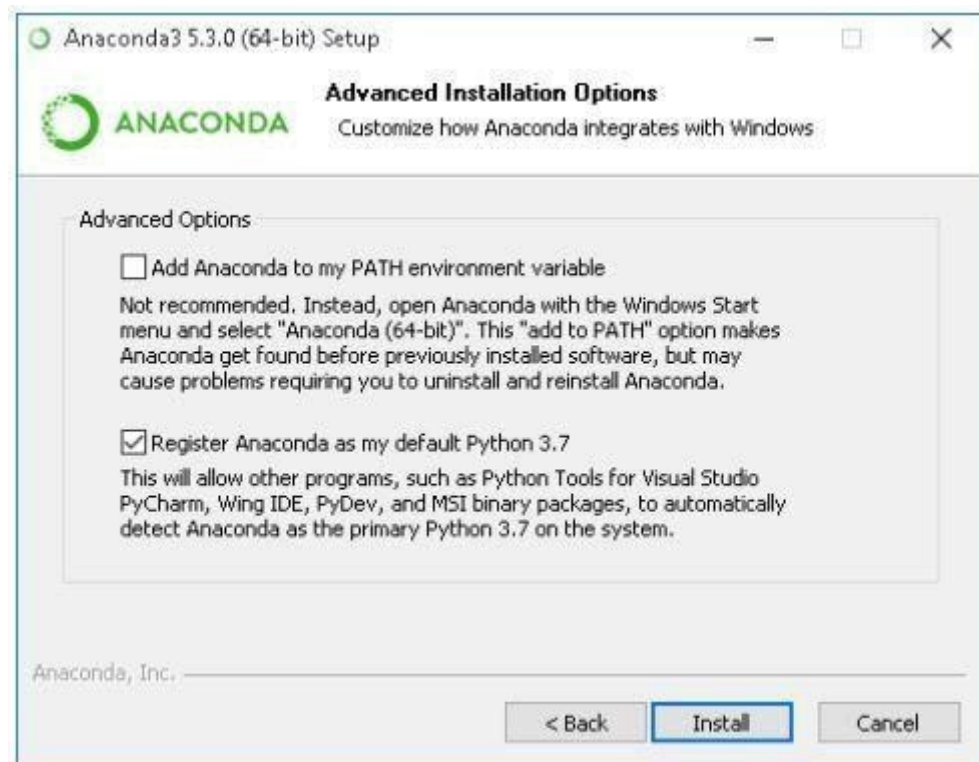 Anaconda3 5.3.0 (64-bit) Setup
ANACONDA
Advanced Installation Options
Customize how Anaconda integrates with Windows
Advanced Options
Add Anaconda to my PATH environment variable
Not recommended. Instead, open Anaconda with the Windows Start
menu and select "Anaconda (64-bit)". This "add to PATH" option makes
Anaconda get found before previously installed software, but may
cause problems requiring you to uninstall and reinstall Anaconda.
Register Anaconda as my default Python 3.7
This will allow other programs, such as Python Tools for Visual Studio
PyCharm, Wing IDE, PyDev, and MSI binary packages, to automatically
detect Anaconda as the primary Python 3.7 on the system.
Anaconda, Inc.
< Back Install Cancel